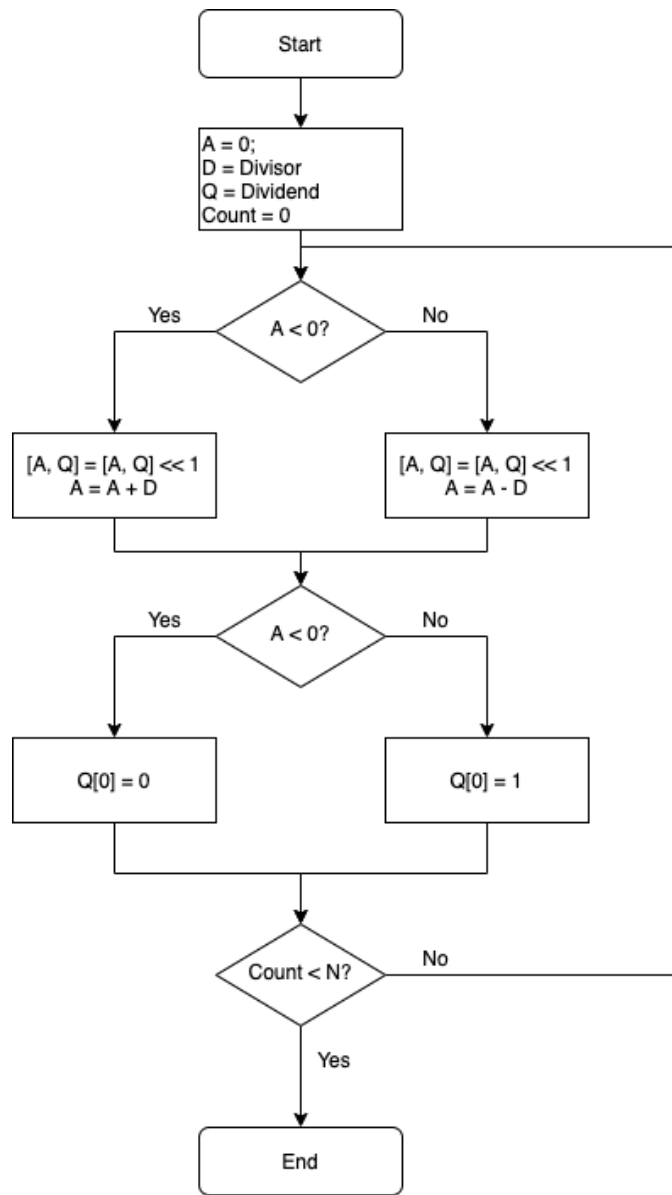 Start
A = 0;
D = Divisor
Q = Dividend
Count = 0
A < 0?
Yes
No
[A, Q] = [A, Q] << 1
A = A + D
[A, Q] = [A, Q] << 1
A = A - D
A < 0?
Yes
No
Q[0] = 0
Q[0] = 1
Count < N?
No
Yes
End